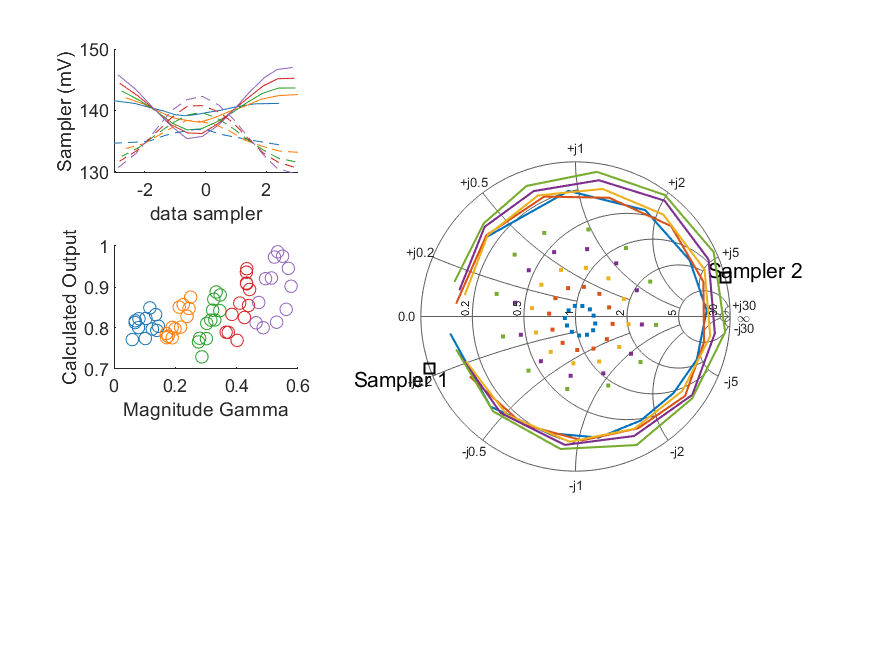 150
140
130
Sampler (mV)
-2 0 2
data sampler
1
0.9
0.8
0.7
Calculated Output
0 0.2 0.4 0.6
Magnitude Gamma
+j1
+j0.5
+j2
+j0.2
+j5
Sampler 2
+j30
0.0
0.2
0.5
1
2
5
∞
-j30
Sampler 1
-j5
-j0.5
-j2
-j1